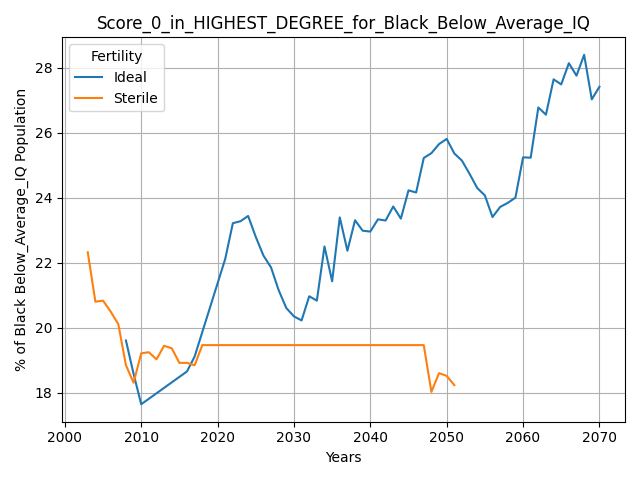 Score_0_in_HIGHEST_DEGREE_for_Black_Below_Average_IQ
Fertility
Ideal
Sterile
% of Black Below_Average_IQ Population
28
26
24
22
20
18
2000 2010 2020 2030 2040 2050 2060 2070
Years